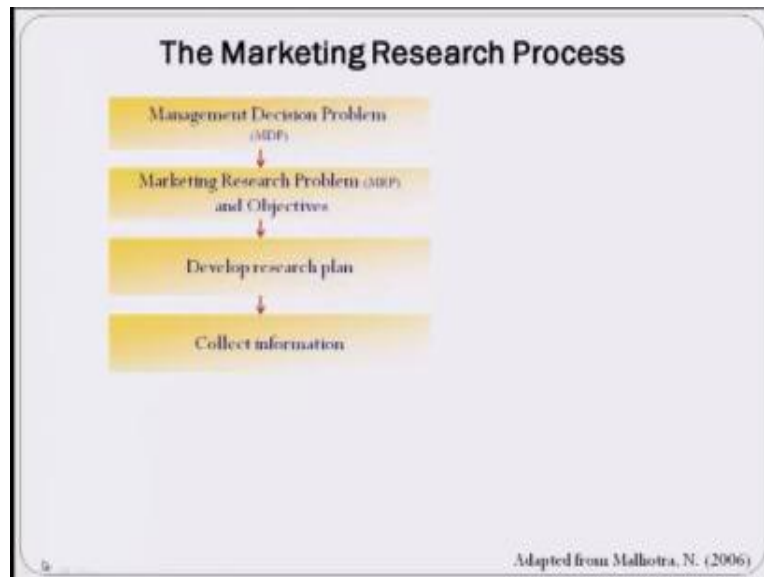 The Marketing Research Process
Management Decision Problem
(MDP)
Marketing Research Problem (MRP)
and Objectives
Develop research plan
Collect information
Adapted from Malhotra, N. (2006)